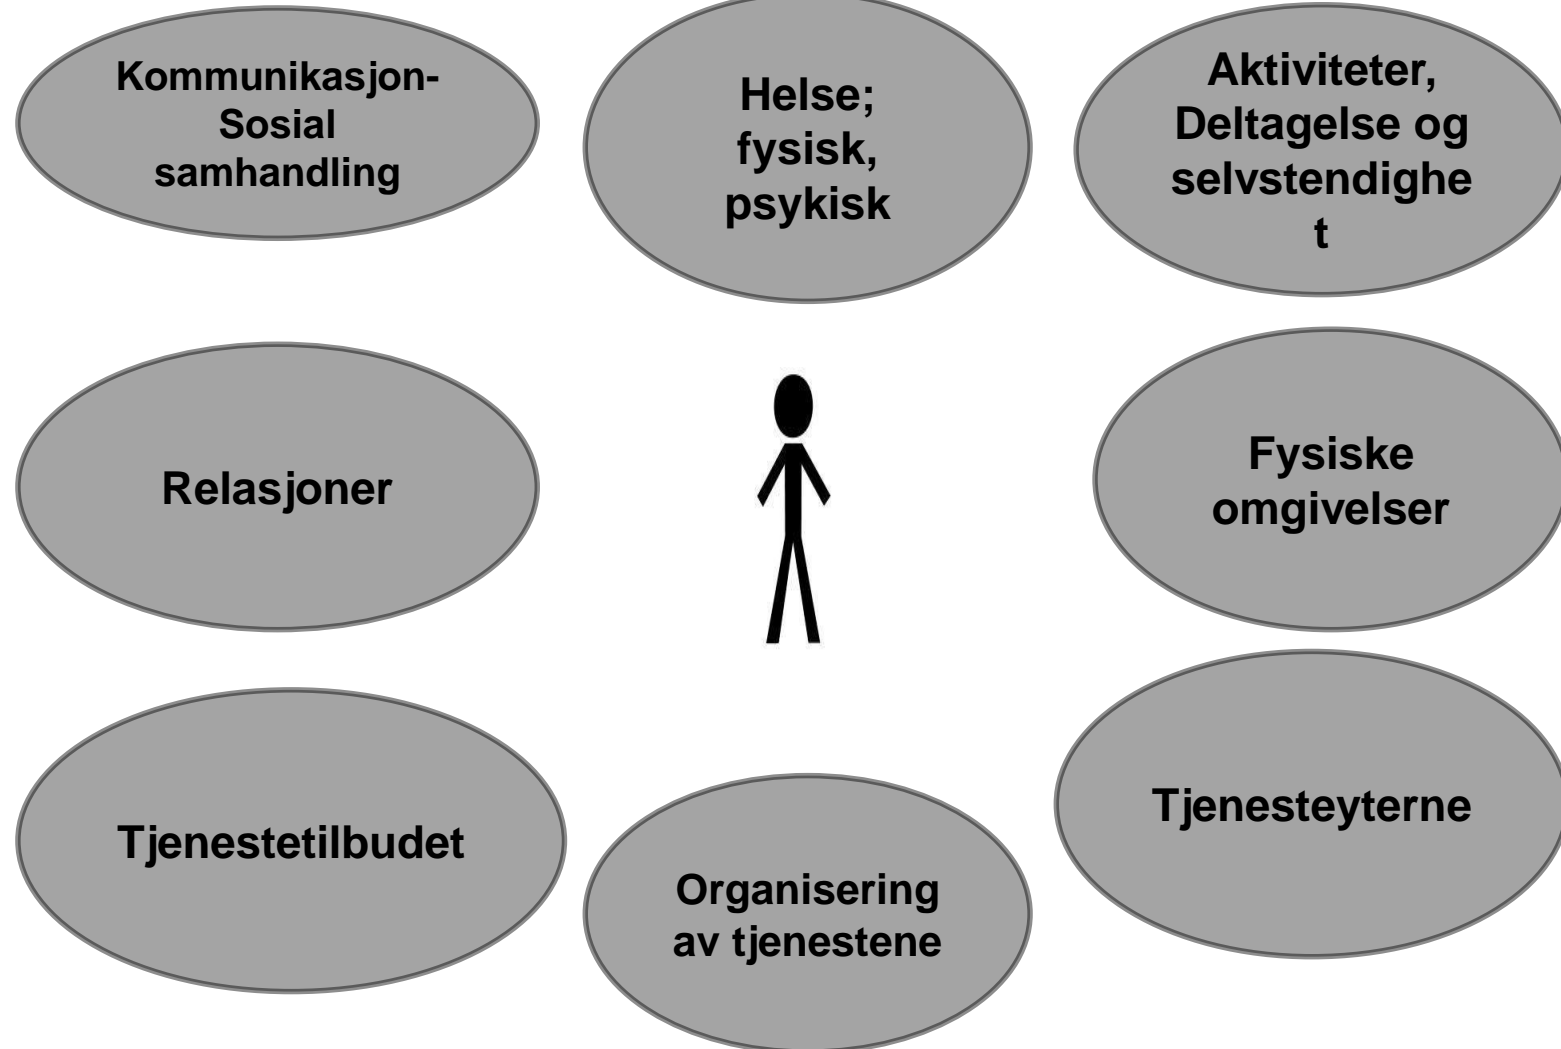 Kommunikasjon-
Sosial
samhandling
Helse;
fysisk,
psykisk
Aktiviteter,
Deltagelse og
selvstendighe
t
Relasjoner
Fysiske
omgivelser
Tjenestetilbudet
Organisering
av tjenestene
Tjenesteyterne